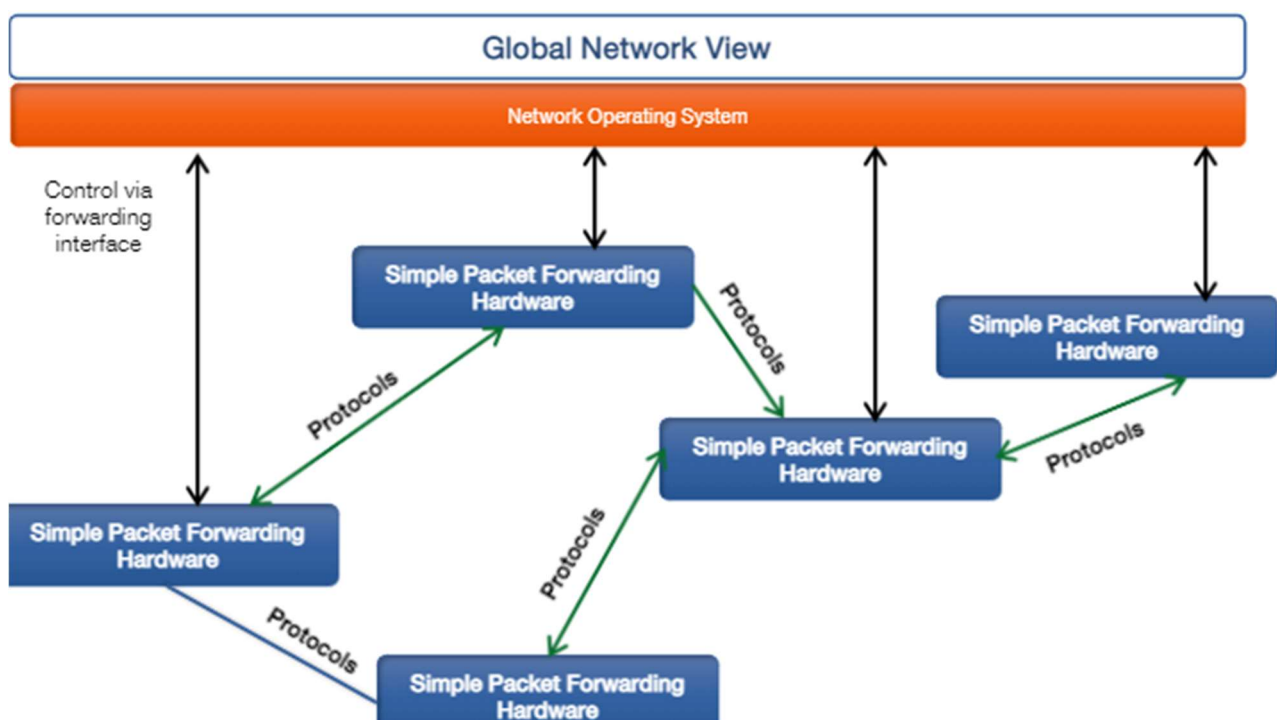 Global Network View
Network Operating System
Control via
forwarding
interface
Simple Packet Forwarding
Hardware
Protocols
Simple Packet Forwarding
Hardware
Protocols
Simple Packet Forwarding
Hardware
Protocols
Simple Packet Forwarding
Hardware
Protocols
Simple Packet Forwarding
Hardware
Protocols
Simple Packet Forwarding
Hardware